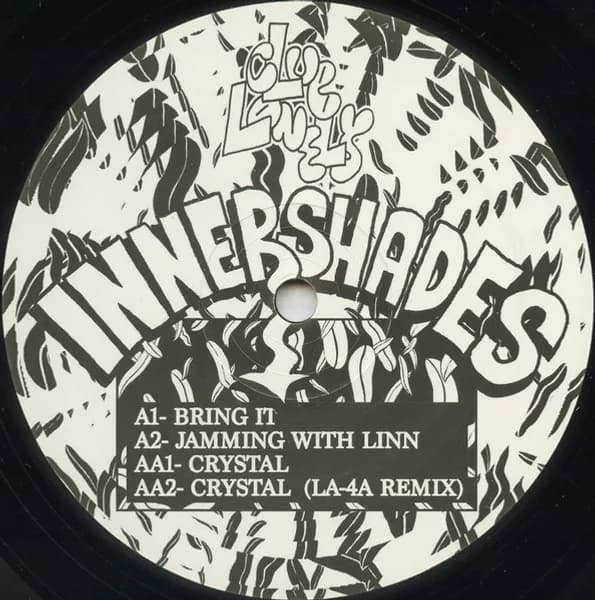 CLUB
LONELY
INNERSHADES
A1- BRING IT
A2- JAMMING WITH LINN
AA1- CRYSTAL
AA2- CRYSTAL (LA-4A REMIX)